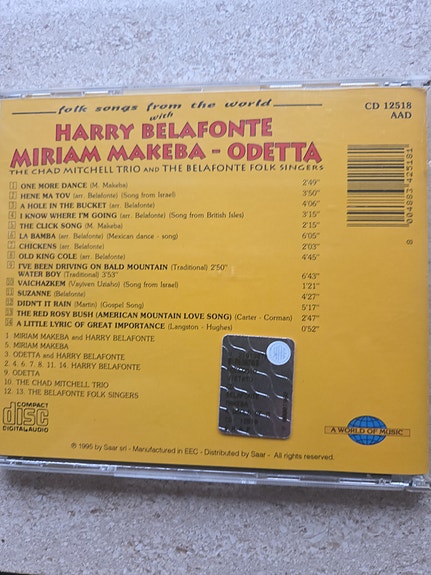 folk songs from the world
with
HARRY BELAFONTE
MIRIAM MAKEBA - ODETTA
THE CHAD MITCHELL TRIO AND THE BELAFONTE FOLK SINGERS
CD 12518
AAD
1 ONE MORE DANCE (M. Makeba) 2'49"
2 HENE MA TOV (arr. Belafonte) (Song from Israel) 3'50"
3 A HOLE IN THE BUCKET (arr. Belafonte) 4'06"
4 I KNOW WHERE I'M GOING (arr. Belafonte) (Song from British Isles) 3'15"
5 THE CLICK SONG (M. Makeba) 2'15"
6 LA BAMBA (arr. Belafonte) (Mexican dance - song) 6'05"
7 CHICKENS (arr. Belafonte) 2'03"
8 OLD KING COLE (arr. Belafonte) 4'45"
9 I'VE BEEN DRIVING ON BALD MOUNTAIN (Traditional) 2'50"
WATER BOY (Traditional) 3'53" 6'43"
10 VAICHAZKEM (Vayiven Uziaho) (Song from Israel) 1'21"
11 SUZANNE (Belafonte) 4'27"
12 DIDN'T IT RAIN (Martin) (Gospel Song) 5'17"
13 THE RED ROSY BUSH (AMERICAN MOUNTAIN LOVE SONG) (Carter - Corman) 2'47"
14 A LITTLE LYRIC OF GREAT IMPORTANCE (Langston - Hughes) 0'52"
1 MIRIAM MAKEBA and HARRY BELAFONTE
5 MIRIAM MAKEBA
3 ODETTA and HARRY BELAFONTE
2. 4. 6. 7. 8. 11. 14. HARRY BELAFONTE
9. ODETTA
10. THE CHAD MITCHELL TRIO
12. 13. THE BELAFONTE FOLK SINGERS
8 004883 425181
COMPACT
disc
DIGITAL AUDIO
A WORLD OF MUSIC
℗ 1995 by Saar srl - Manufactured in EEC - Distributed by Saar - All rights reserved.